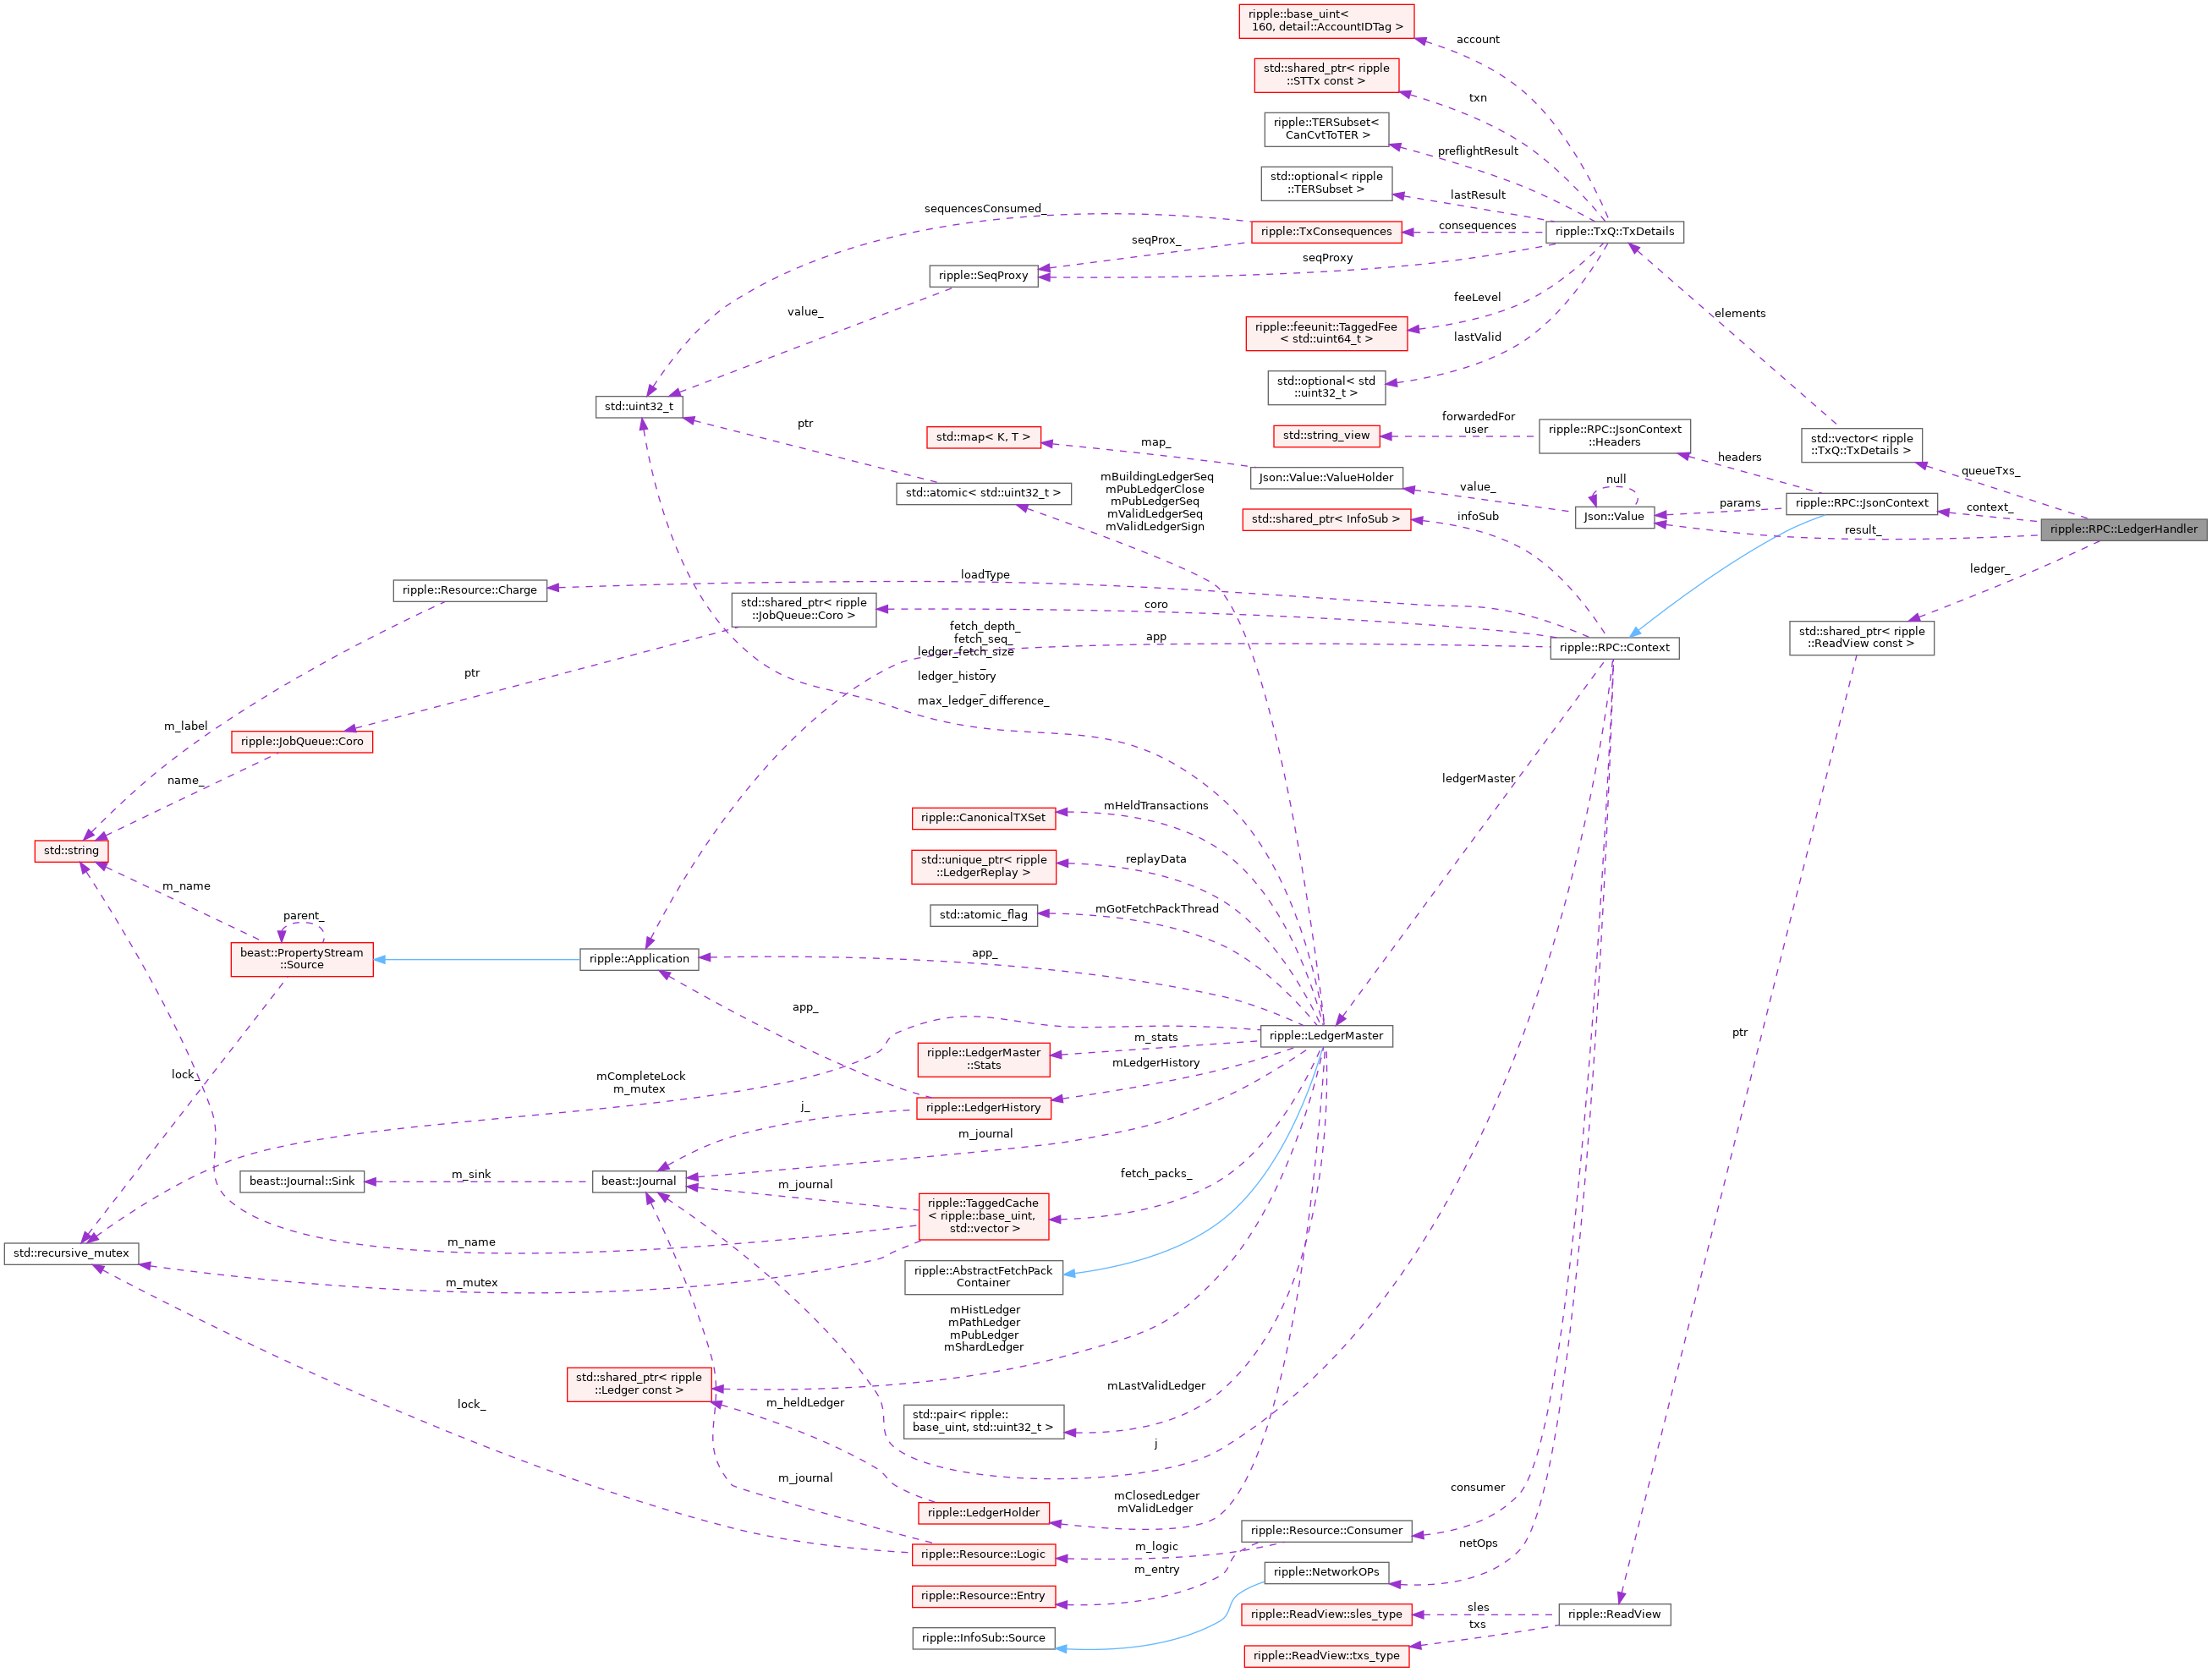 ripple::base_uint<
160, detail::AccountIDTag >
account
std::shared_ptr< ripple
::STTx const >
txn
ripple::TERSubset<
CanCvtToTER >
preflightResult
std::optional< ripple
::TERSubset >
lastResult
sequencesConsumed_
ripple::TxConsequences
consequences
ripple::TxQ::TxDetails
seqProx_
seqProxy
ripple::SeqProxy
feeLevel
value_
elements
ripple::feeunit::TaggedFee
< std::uint64_t >
lastValid
std::optional< std
::uint32_t >
std::uint32_t
ptr
forwardedFor
user
ripple::RPC::JsonContext
::Headers
std::map< K, T >
map_
std::string_view
std::vector< ripple
::TxQ::TxDetails >
headers
queueTxs_
mBuildingLedgerSeq
mPubLedgerClose
mPubLedgerSeq
mValidLedgerSeq
mValidLedgerSign
Json::Value::ValueHolder
null
value_
std::atomic< std::uint32_t >
params
ripple::RPC::JsonContext
context_
std::shared_ptr< InfoSub >
infoSub
Json::Value
result_
ripple::RPC::LedgerHandler
ledger_
ripple::Resource::Charge
loadType
std::shared_ptr< ripple
::JobQueue::Coro >
coro
fetch_depth_
fetch_seq_
ledger_fetch_size
_
ledger_history
_
max_ledger_difference_
app
ripple::RPC::Context
std::shared_ptr< ripple
::ReadView const >
ptr
m_label
ripple::JobQueue::Coro
name_
ledgerMaster
ripple::CanonicalTXSet
mHeldTransactions
std::string
std::unique_ptr< ripple
::LedgerReplay >
replayData
m_name
parent_
std::atomic_flag
mGotFetchPackThread
beast::PropertyStream
::Source
ripple::Application
app_
app_
ripple::LedgerMaster
ptr
ripple::LedgerMaster
::Stats
m_stats
lock_
mCompleteLock
m_mutex
mLedgerHistory
j_
ripple::LedgerHistory
m_journal
beast::Journal::Sink
m_sink
beast::Journal
m_journal
fetch_packs_
ripple::TaggedCache
< ripple::base_uint,
std::vector >
m_name
std::recursive_mutex
m_mutex
ripple::AbstractFetchPack
Container
mHistLedger
mPathLedger
mPubLedger
mShardLedger
std::shared_ptr< ripple
::Ledger const >
m_heldLedger
mLastValidLedger
lock_
std::pair< ripple::
base_uint, std::uint32_t >
j
m_journal
mClosedLedger
mValidLedger
consumer
ripple::LedgerHolder
ripple::Resource::Consumer
m_logic
netOps
ripple::Resource::Logic
m_entry
ripple::NetworkOPs
ripple::Resource::Entry
sles
ripple::ReadView::sles_type
ripple::ReadView
txs
ripple::InfoSub::Source
ripple::ReadView::txs_type